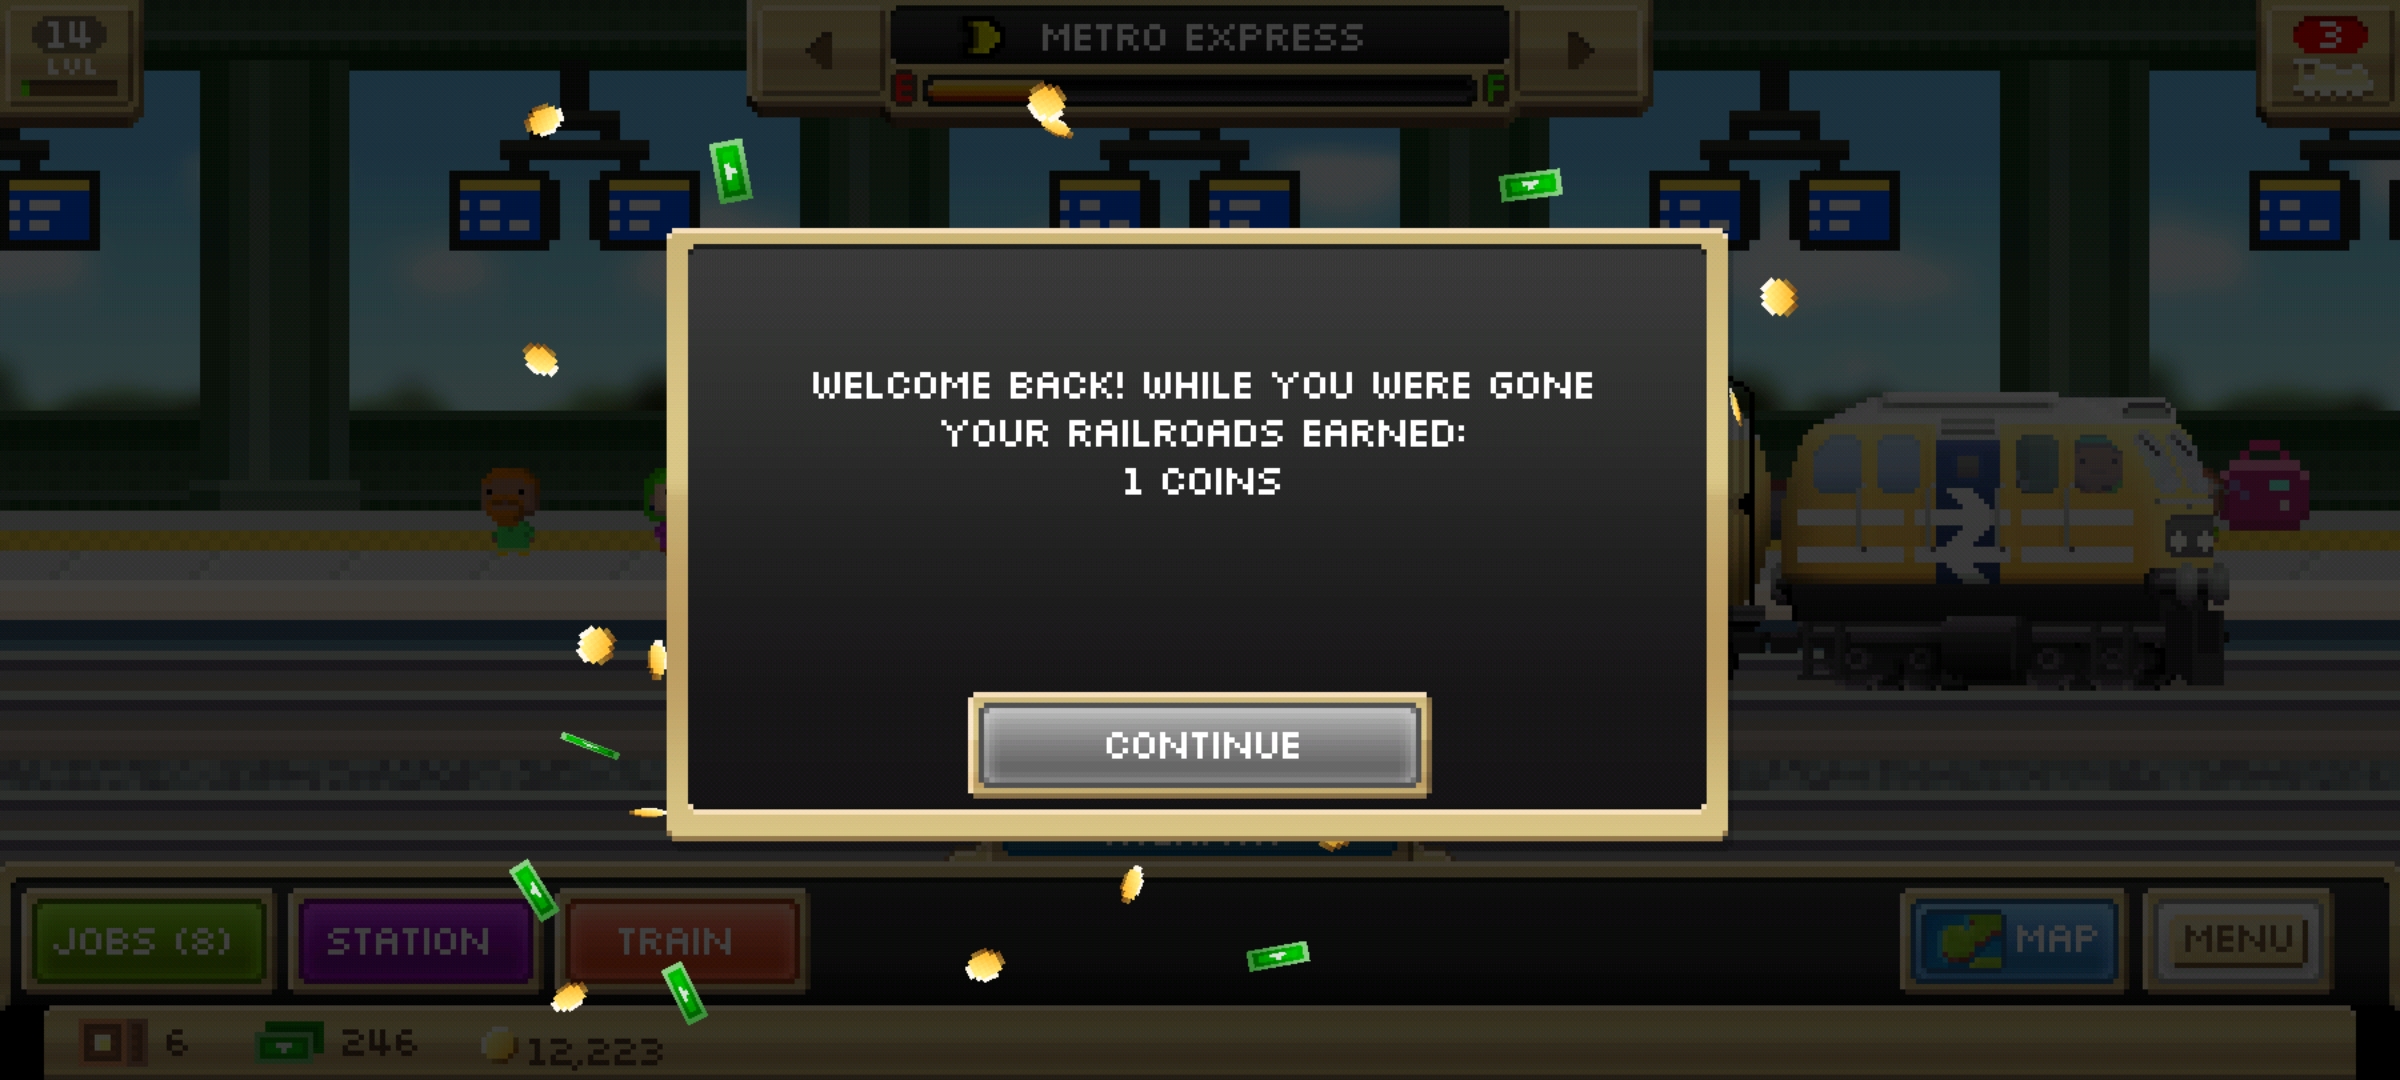 14
LVL
METRO EXPRESS
E
F
3
WELCOME BACK! WHILE YOU WERE GONE
YOUR RAILROADS EARNED:
1 COINS
CONTINUE
JOBS (8)
STATION
TRAIN
MAP
MENU
6
246
12,223